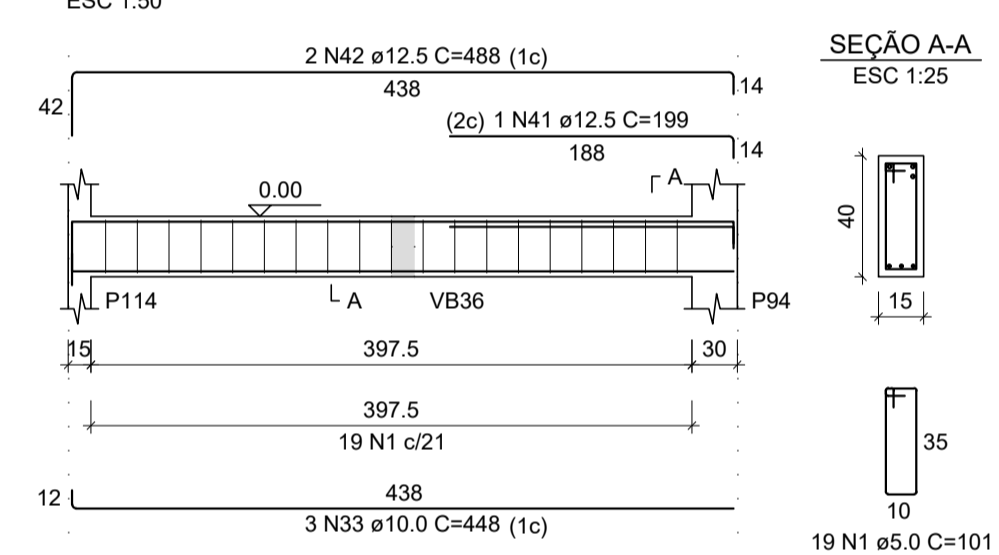 ESC 1:50
2 N42 ø12.5 C=488 (1c)
438
42
14
(2c) 1 N41 ø12.5 C=199
188
14
A
0.00
P114
A
VB36
P94
15
397.5
30
397.5
19 N1 c/21
12
438
3 N33 ø10.0 C=448 (1c)
SEÇÃO A-A
ESC 1:25
40
15
35
10
19 N1 ø5.0 C=101